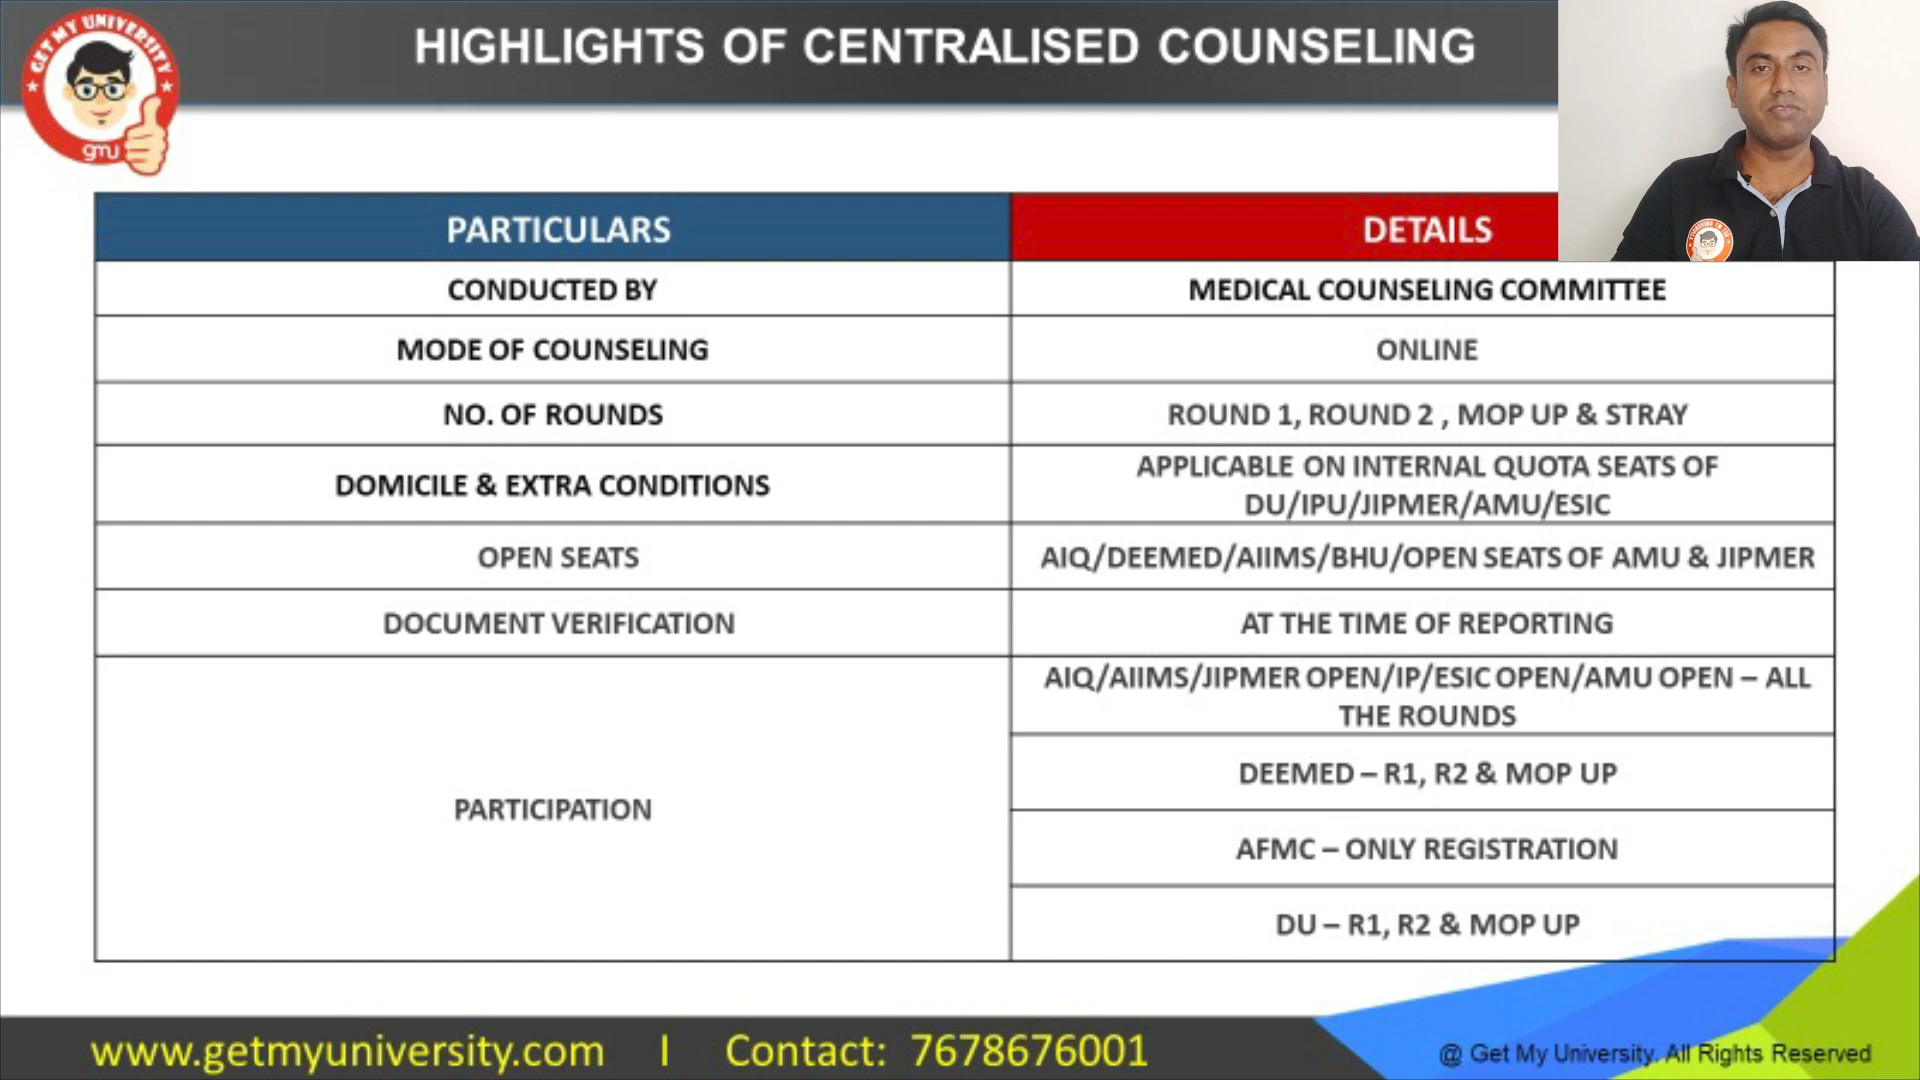 GET MY UNIVERSITY
gmu
HIGHLIGHTS OF CENTRALISED COUNSELING
PARTICULARS
DETAILS
CONDUCTED BY
MEDICAL COUNSELING COMMITTEE
MODE OF COUNSELING
ONLINE
NO. OF ROUNDS
ROUND 1, ROUND 2 , MOP UP & STRAY
DOMICILE & EXTRA CONDITIONS
APPLICABLE ON INTERNAL QUOTA SEATS OF
DU/IPU/JIPMER/AMU/ESIC
OPEN SEATS
AIQ/DEEMED/AIIMS/BHU/OPEN SEATS OF AMU & JIPMER
DOCUMENT VERIFICATION
AT THE TIME OF REPORTING
PARTICIPATION
AIQ/AIIMS/JIPMER OPEN/IP/ESIC OPEN/AMU OPEN – ALL
THE ROUNDS
DEEMED – R1, R2 & MOP UP
AFMC – ONLY REGISTRATION
DU – R1, R2 & MOP UP
www.getmyuniversity.com I Contact: 7678676001
@ Get My University. All Rights Reserved